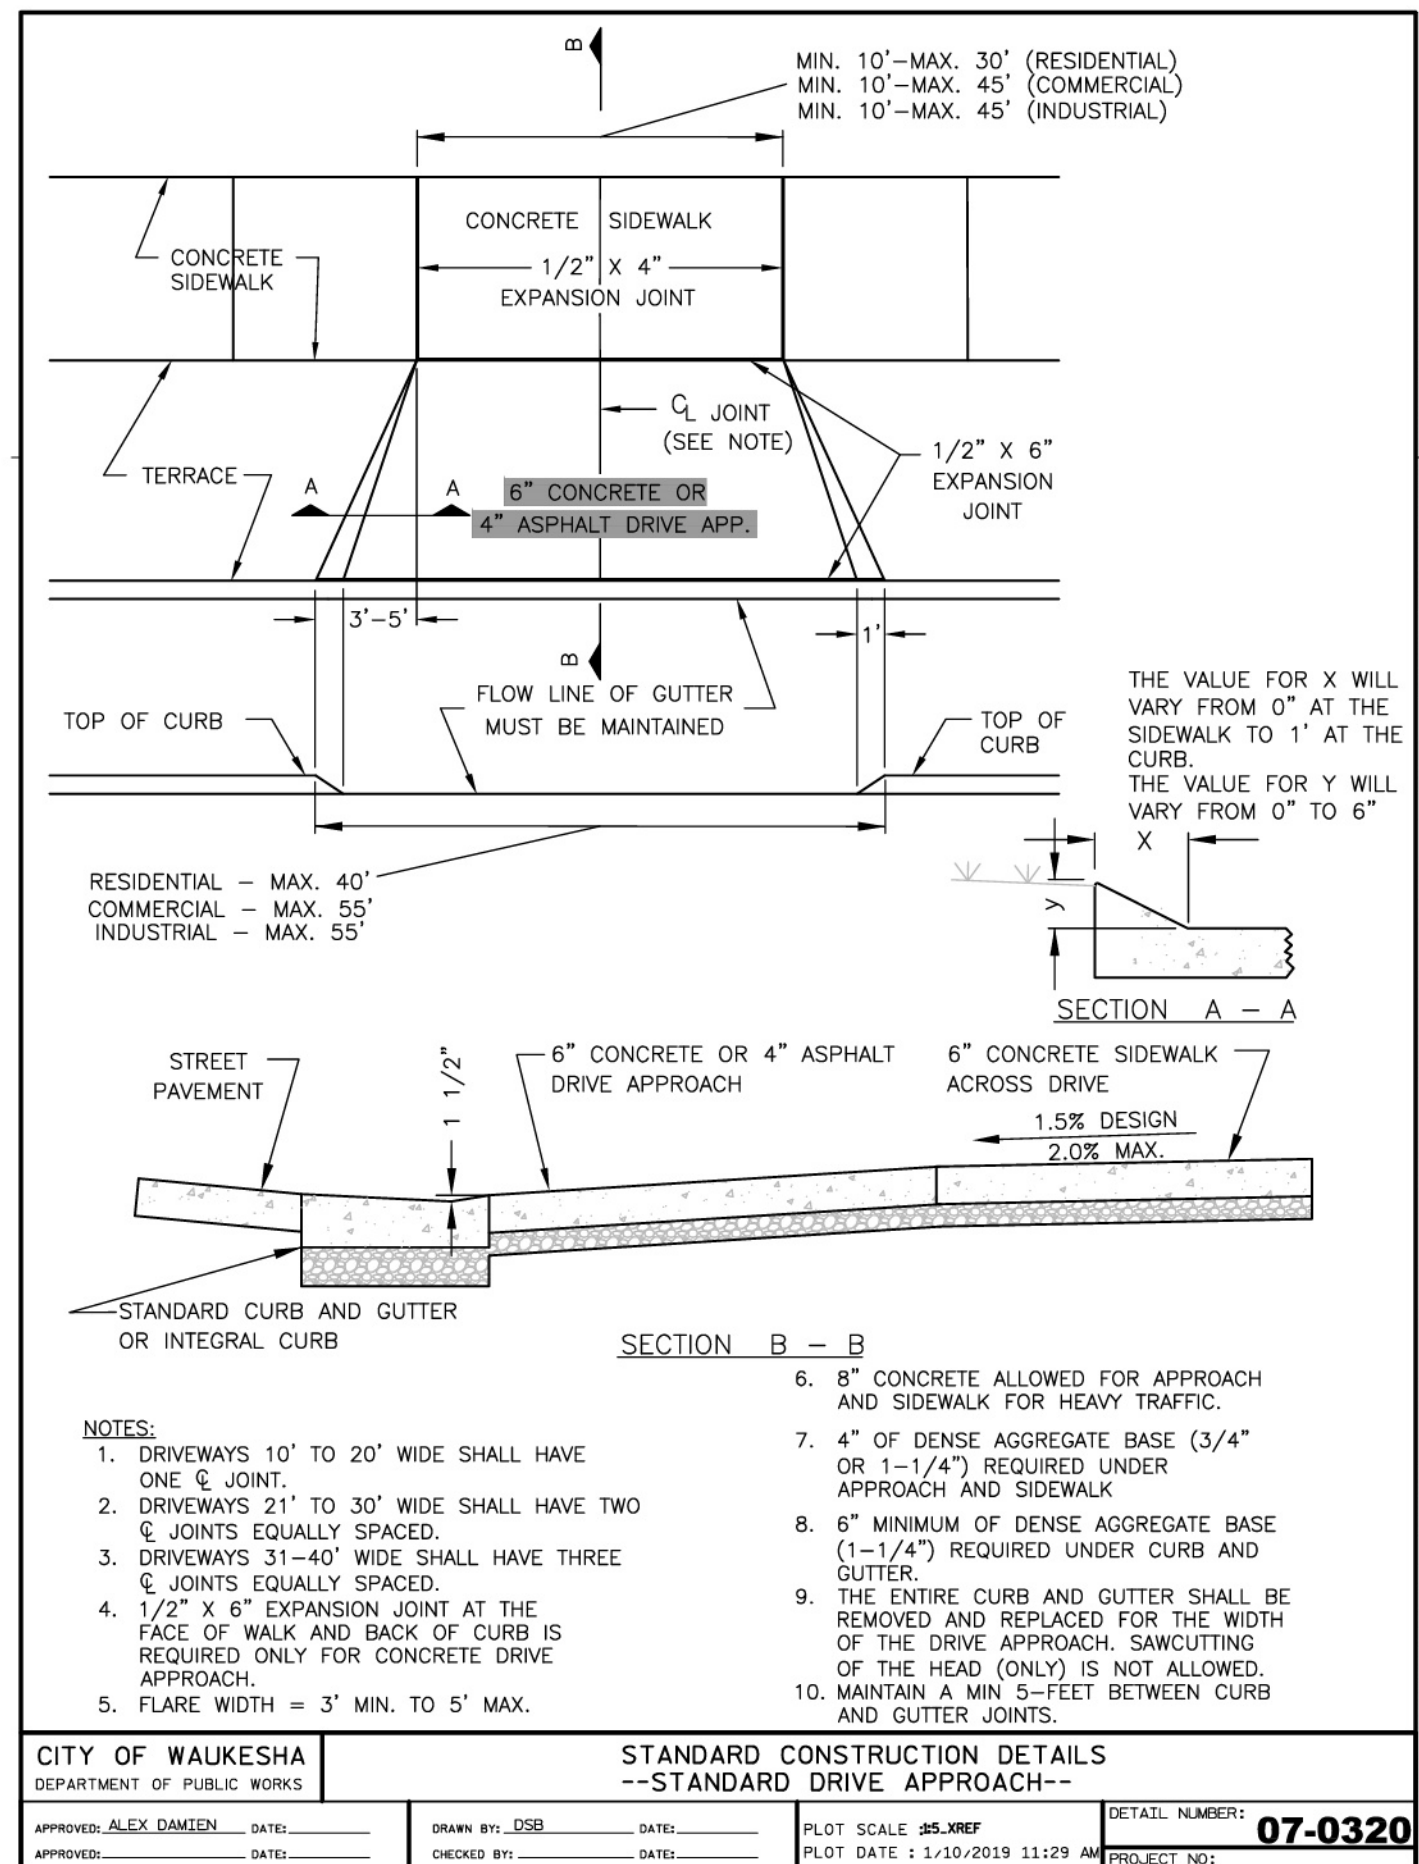 B
MIN. 10'-MAX. 30' (RESIDENTIAL)
MIN. 10'-MAX. 45' (COMMERCIAL)
MIN. 10'-MAX. 45' (INDUSTRIAL)
CONCRETE SIDEWALK
1/2" X 4"
EXPANSION JOINT
CONCRETE
SIDEWALK
℄ JOINT
(SEE NOTE)
1/2" X 6"
EXPANSION
JOINT
TERRACE
A A
6" CONCRETE OR
4" ASPHALT DRIVE APP.
3'-5'
1'
B
FLOW LINE OF GUTTER
MUST BE MAINTAINED
TOP OF CURB
TOP OF
CURB
THE VALUE FOR X WILL
VARY FROM 0" AT THE
SIDEWALK TO 1' AT THE
CURB.
THE VALUE FOR Y WILL
VARY FROM 0" TO 6"
X
y
RESIDENTIAL - MAX. 40'
COMMERCIAL - MAX. 55'
INDUSTRIAL - MAX. 55'
SECTION A - A
STREET
PAVEMENT
1 1/2"
6" CONCRETE OR 4" ASPHALT
DRIVE APPROACH
6" CONCRETE SIDEWALK
ACROSS DRIVE
1.5% DESIGN
2.0% MAX.
STANDARD CURB AND GUTTER
OR INTEGRAL CURB
SECTION B - B
NOTES:
1. DRIVEWAYS 10' TO 20' WIDE SHALL HAVE
ONE ℄ JOINT.
2. DRIVEWAYS 21' TO 30' WIDE SHALL HAVE TWO
℄ JOINTS EQUALLY SPACED.
3. DRIVEWAYS 31-40' WIDE SHALL HAVE THREE
℄ JOINTS EQUALLY SPACED.
4. 1/2" X 6" EXPANSION JOINT AT THE
FACE OF WALK AND BACK OF CURB IS
REQUIRED ONLY FOR CONCRETE DRIVE
APPROACH.
5. FLARE WIDTH = 3' MIN. TO 5' MAX.
6. 8" CONCRETE ALLOWED FOR APPROACH
AND SIDEWALK FOR HEAVY TRAFFIC.
7. 4" OF DENSE AGGREGATE BASE (3/4"
OR 1-1/4") REQUIRED UNDER
APPROACH AND SIDEWALK
8. 6" MINIMUM OF DENSE AGGREGATE BASE
(1-1/4") REQUIRED UNDER CURB AND
GUTTER.
9. THE ENTIRE CURB AND GUTTER SHALL BE
REMOVED AND REPLACED FOR THE WIDTH
OF THE DRIVE APPROACH. SAWCUTTING
OF THE HEAD (ONLY) IS NOT ALLOWED.
10. MAINTAIN A MIN 5-FEET BETWEEN CURB
AND GUTTER JOINTS.
CITY OF WAUKESHA
DEPARTMENT OF PUBLIC WORKS
STANDARD CONSTRUCTION DETAILS
--STANDARD DRIVE APPROACH--
APPROVED: ALEX DAMIEN DATE:
APPROVED: DATE:
DRAWN BY: DSB DATE:
CHECKED BY: DATE:
PLOT SCALE :
PLOT DATE : 1/10/2019 11:29 AM
DETAIL NUMBER:
07-0320
PROJECT NO: